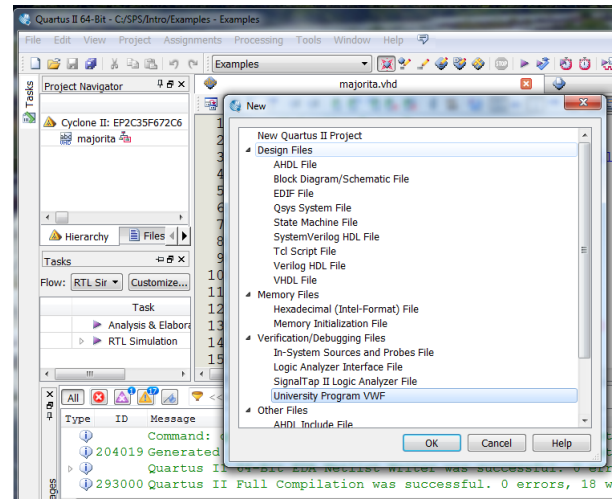 Quartus II 64-Bit - C:/SPS/Intro/Examples - Examples
File Edit View Project Assignments Processing Tools Window Help
Examples
Tasks
Project Navigator
majorita.vhd
Cyclone II: EP2C35F672C6
majorita
Hierarchy Files
Tasks
Flow: RTL Sir Customize...
Task
Analysis & Elabora
RTL Simulation
1
2
3
4
5
6
7
8
9
10
11
12
13
14
15
New
New Quartus II Project
Design Files
AHDL File
Block Diagram/Schematic File
EDIF File
Qsys System File
State Machine File
SystemVerilog HDL File
Tcl Script File
Verilog HDL File
VHDL File
Memory Files
Hexadecimal (Intel-Format) File
Memory Initialization File
Verification/Debugging Files
In-System Sources and Probes File
Logic Analyzer Interface File
SignalTap II Logic Analyzer File
University Program VWF
Other Files
AHDL Include File
OK Cancel Help
All <<
Type ID Message
Command:
204019 Generated
Quartus II 64-Bit EDA Netlist Writer was successful. 0 err
293000 Quartus II Full Compilation was successful. 0 errors, 18 w